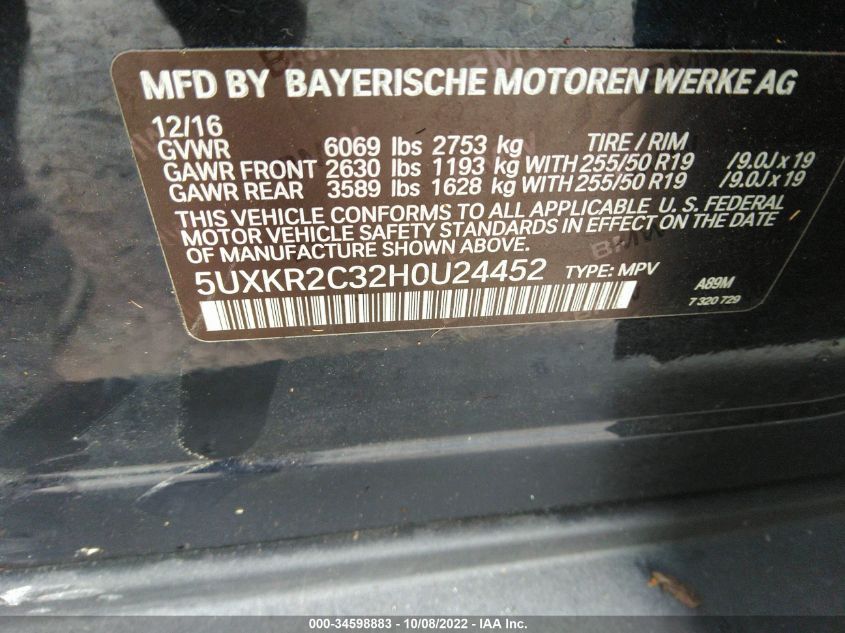 MFD BY BAYERISCHE MOTOREN WERKE AG
12/16
GVWR 6069 lbs 2753 kg TIRE / RIM
GAWR FRONT 2630 lbs 1193 kg WITH 255/50 R19 /9.0J x 19
GAWR REAR 3589 lbs 1628 kg WITH 255/50 R19 /9.0J x 19
THIS VEHICLE CONFORMS TO ALL APPLICABLE U. S. FEDERAL
MOTOR VEHICLE SAFETY STANDARDS IN EFFECT ON THE DATE
OF MANUFACTURE SHOWN ABOVE.
5UXKR2C32H0U24452 TYPE: MPV A89M
7 320 729
000-34598883 - 10/08/2022 - IAA Inc.